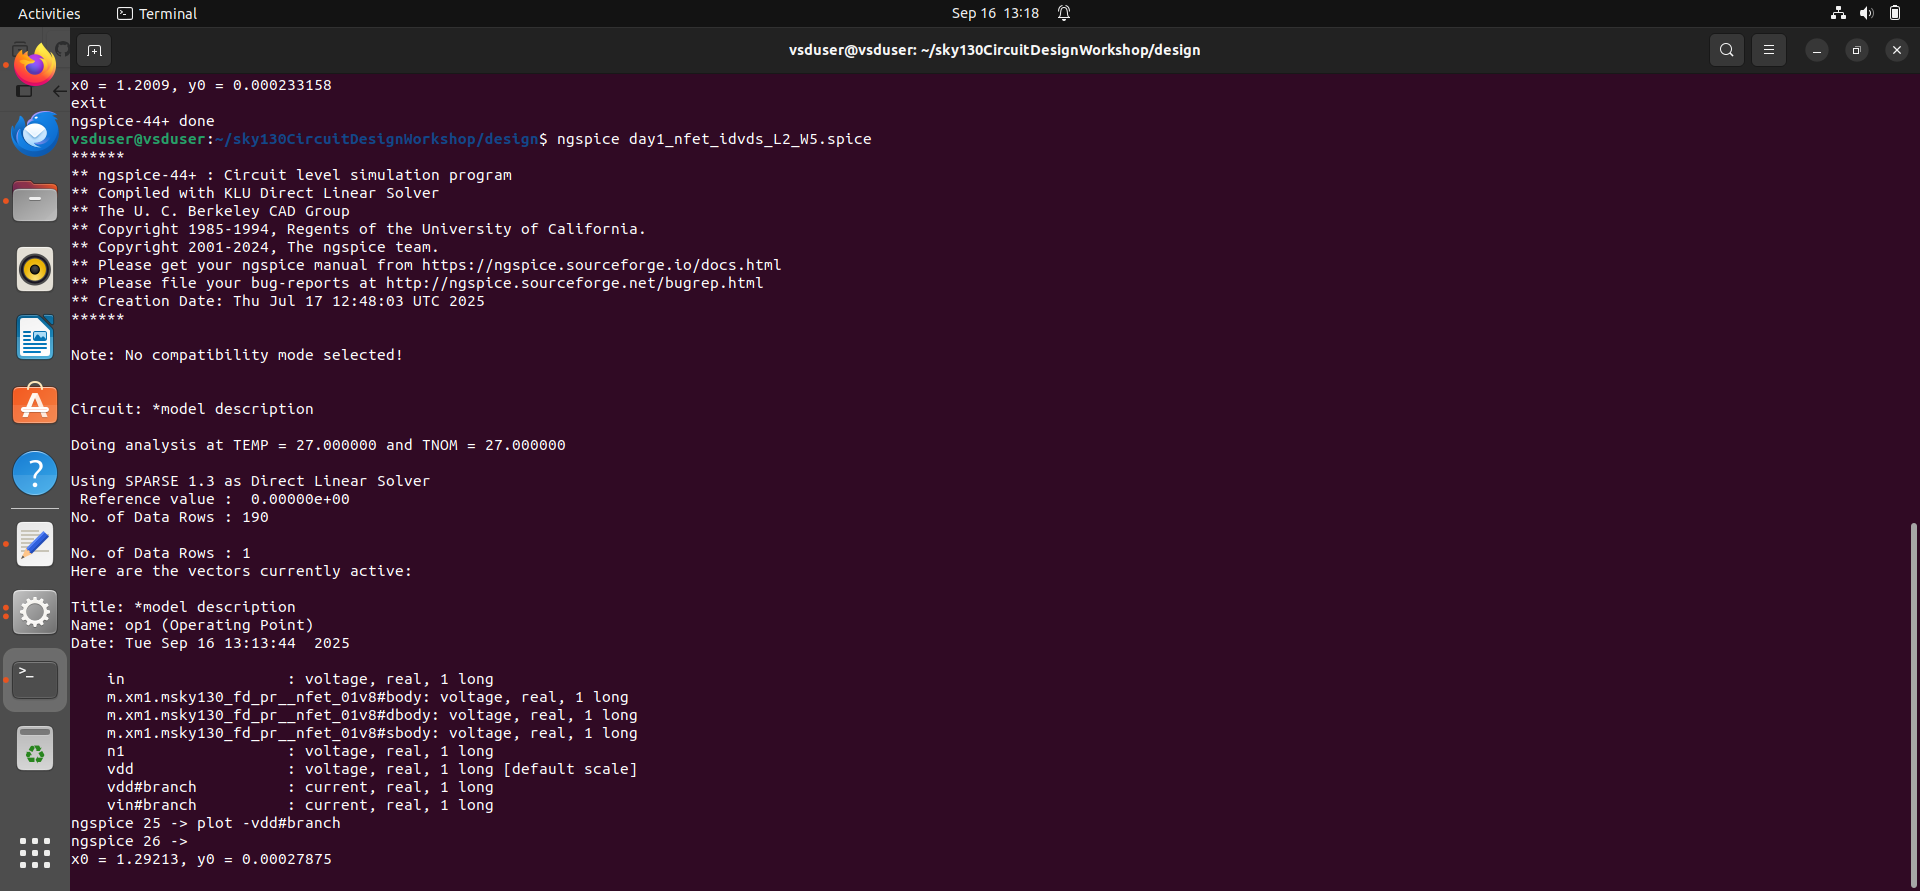 Activities
Terminal
Sep 16 13:18
vsduser@vsduser: ~/sky130CircuitDesignWorkshop/design
x0 = 1.2009, y0 = 0.000233158
exit
ngspice-44+ done
vsduser@vsduser:~/sky130CircuitDesignWorkshop/design$ ngspice day1_nfet_idvds_L2_W5.spice
******
** ngspice-44+ : Circuit level simulation program
** Compiled with KLU Direct Linear Solver
** The U. C. Berkeley CAD Group
** Copyright 1985-1994, Regents of the University of California.
** Copyright 2001-2024, The ngspice team.
** Please get your ngspice manual from https://ngspice.sourceforge.io/docs.html
** Please file your bug-reports at http://ngspice.sourceforge.net/bugrep.html
** Creation Date: Thu Jul 17 12:48:03 UTC 2025
******
Note: No compatibility mode selected!
Circuit: *model description
Doing analysis at TEMP = 27.000000 and TNOM = 27.000000
Using SPARSE 1.3 as Direct Linear Solver
Reference value :  0.00000e+00
No. of Data Rows : 190
No. of Data Rows : 1
Here are the vectors currently active:
Title: *model description
Name: op1 (Operating Point)
Date: Tue Sep 16 13:13:44  2025
in                  : voltage, real, 1 long
m.xm1.msky130_fd_pr__nfet_01v8#body: voltage, real, 1 long
m.xm1.msky130_fd_pr__nfet_01v8#dbody: voltage, real, 1 long
m.xm1.msky130_fd_pr__nfet_01v8#sbody: voltage, real, 1 long
n1                  : voltage, real, 1 long
vdd                 : voltage, real, 1 long [default scale]
vdd#branch          : current, real, 1 long
vin#branch          : current, real, 1 long
ngspice 25 -> plot -vdd#branch
ngspice 26 ->
x0 = 1.29213, y0 = 0.00027875